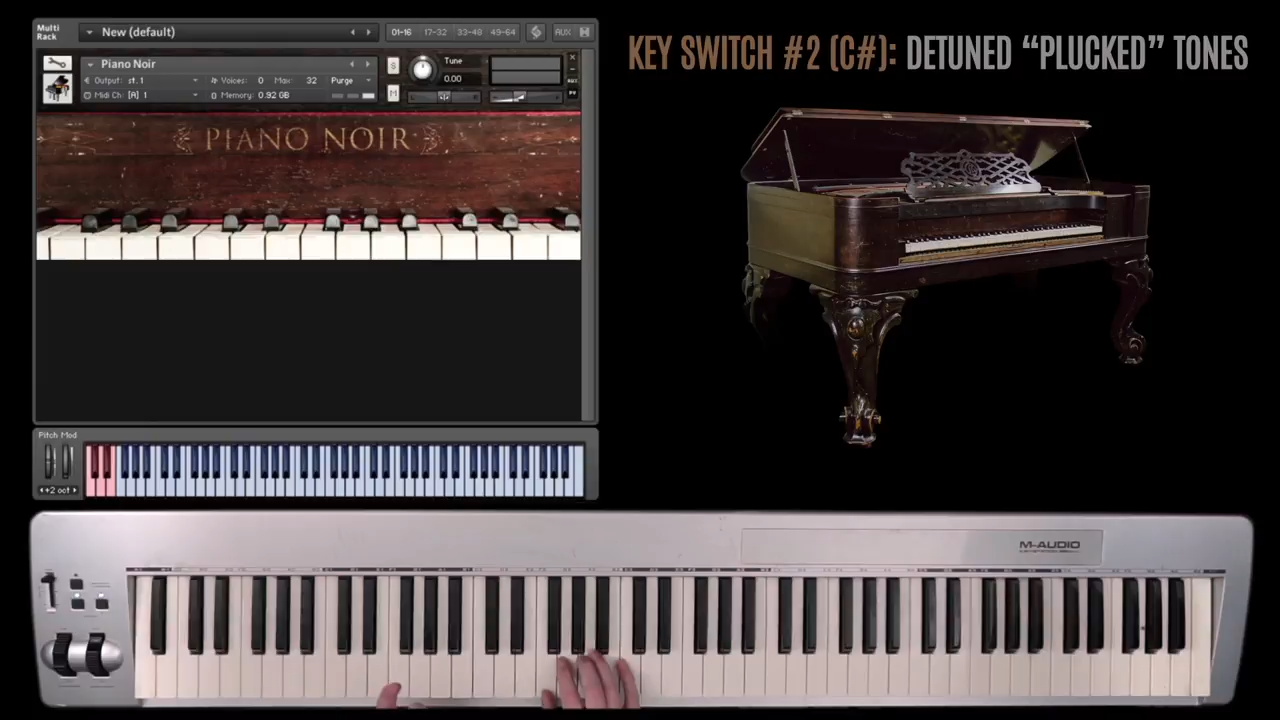 Multi
Rack
New (default)
01-16 17-32 33-48 49-64
AUX
KEY SWITCH #2 (C#): DETUNED “PLUCKED” TONES
Piano Noir
S
Tune
Output: st.1
Voices: 0 Max: 32 Purge
0.00
Midi Ch: [A] 1
Memory: 0.92 GB
M
AUX
PV
PIANO NOIR
Pitch Mod
+2 oct
M-AUDIO